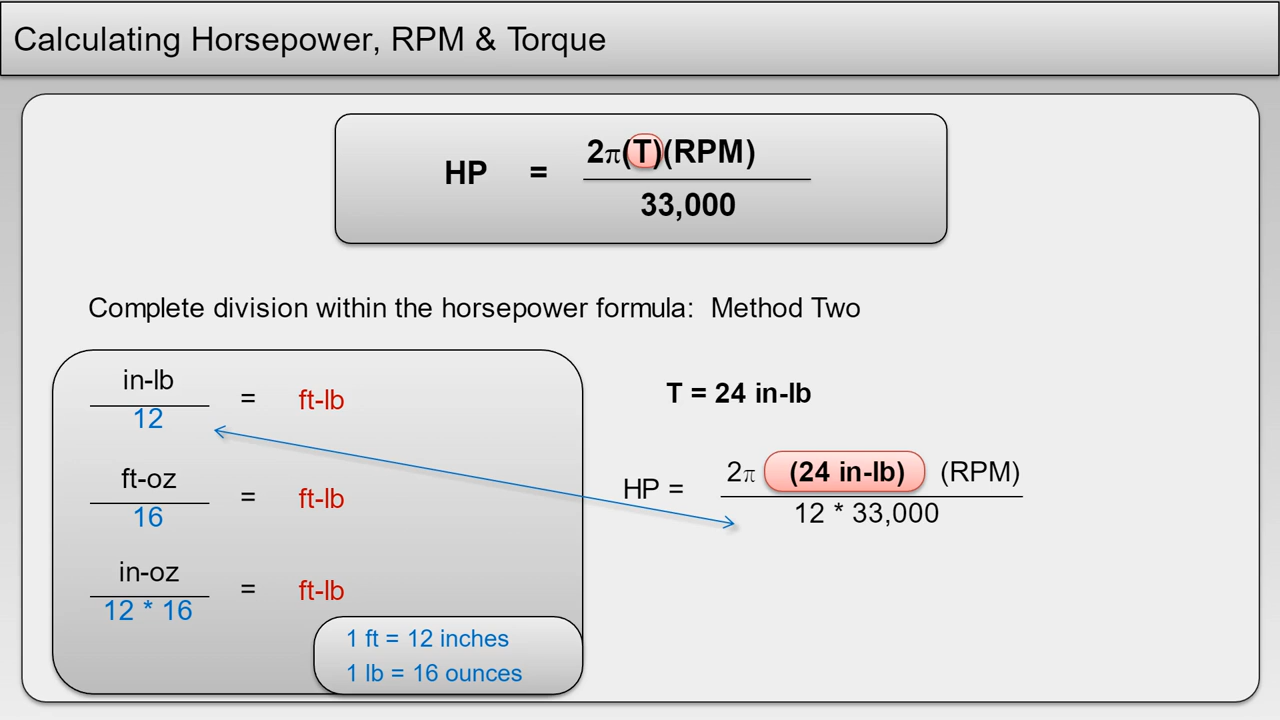 Calculating Horsepower, RPM & Torque
HP = 2π(T)(RPM)
33,000
Complete division within the horsepower formula: Method Two
in-lb
12
= ft-lb
ft-oz
16
= ft-lb
in-oz
12 * 16
= ft-lb
1 ft = 12 inches
1 lb = 16 ounces
T = 24 in-lb
HP = 2π (24 in-lb) (RPM)
12 * 33,000